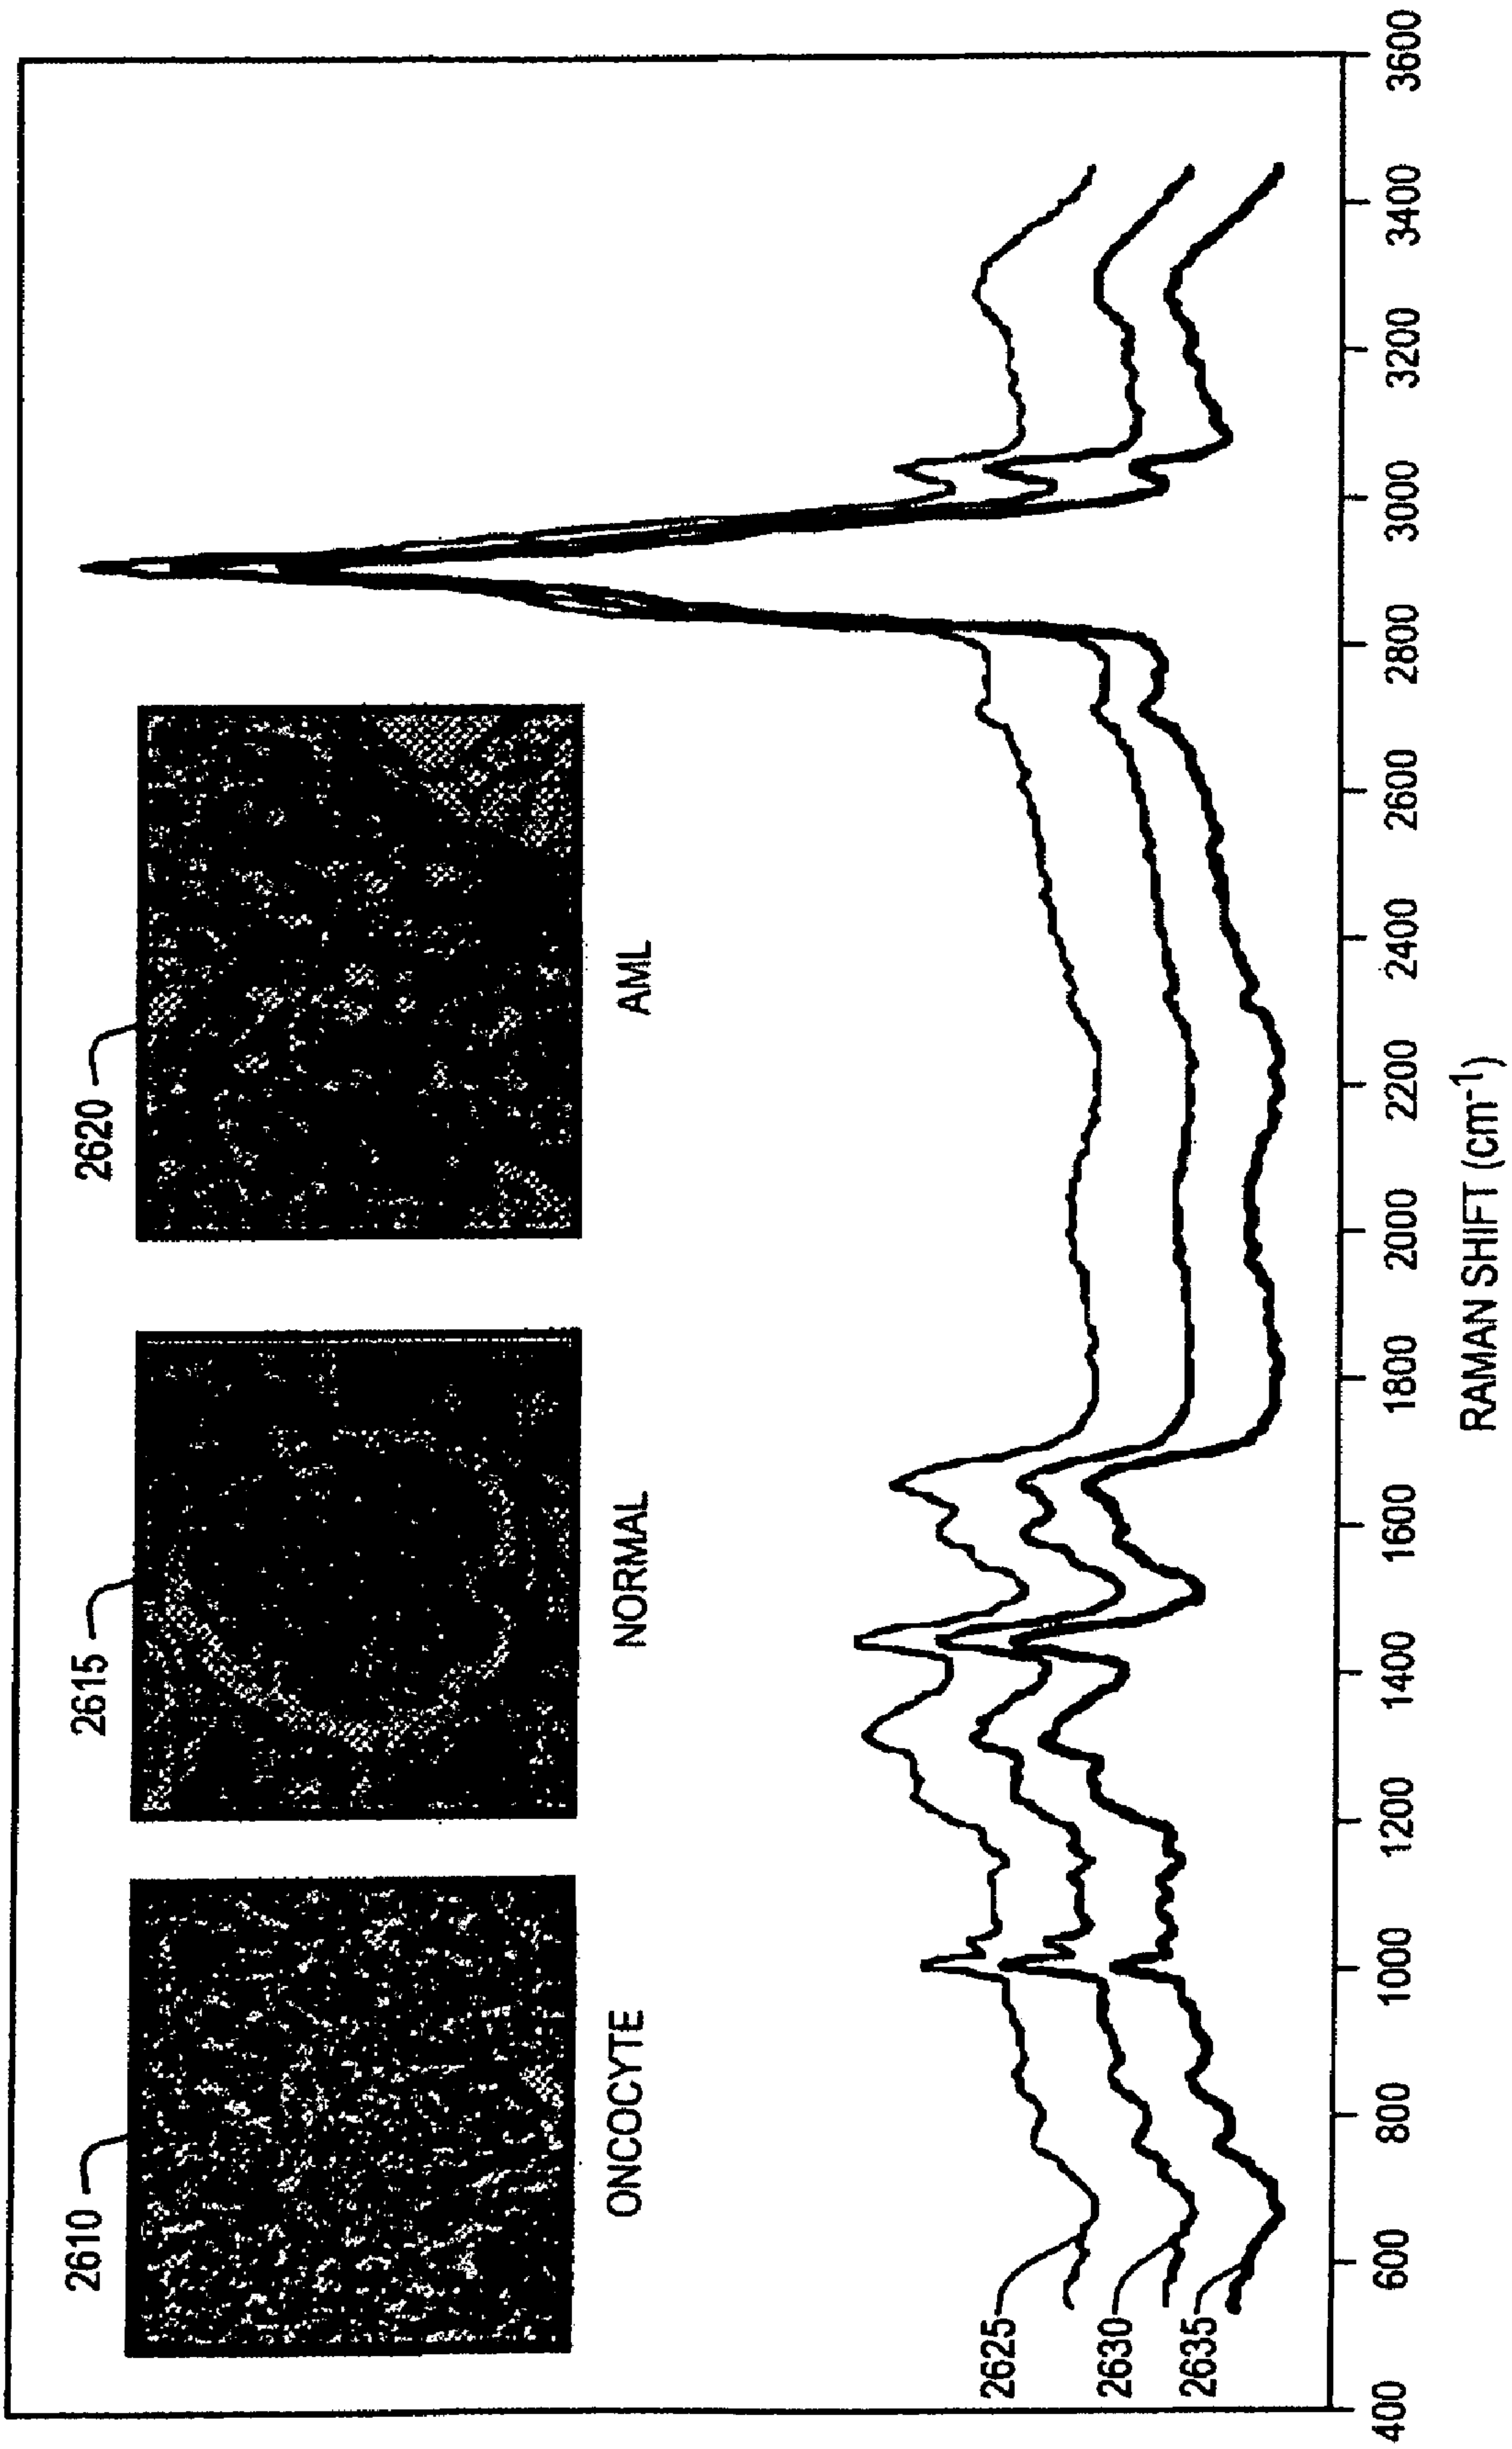 2610
2615
2620
ONCOCYTE
NORMAL
AML
2625
2630
2635
400 600 800 1000 1200 1400 1600 1800 2000 2200 2400 2600 2800 3000 3200 3400 3600
RAMAN SHIFT (cm⁻¹)